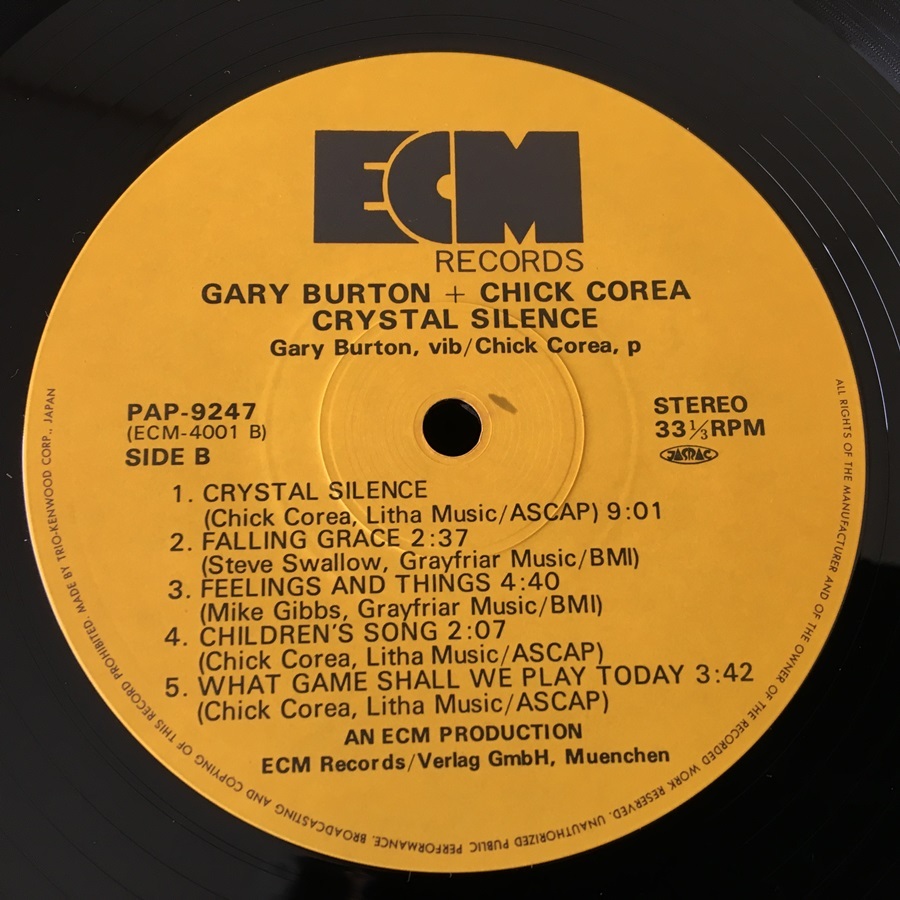 ECM
RECORDS
GARY BURTON + CHICK COREA
CRYSTAL SILENCE
Gary Burton, vib/Chick Corea, p
PAP-9247
(ECM-4001 B)
SIDE B
STEREO
33⅓RPM
JASRAC
1. CRYSTAL SILENCE
(Chick Corea, Litha Music/ASCAP) 9:01
2. FALLING GRACE 2:37
(Steve Swallow, Grayfriar Music/BMI)
3. FEELINGS AND THINGS 4:40
(Mike Gibbs, Grayfriar Music/BMI)
4. CHILDREN'S SONG 2:07
(Chick Corea, Litha Music/ASCAP)
5. WHAT GAME SHALL WE PLAY TODAY 3:42
(Chick Corea, Litha Music/ASCAP)
AN ECM PRODUCTION
ECM Records/Verlag GmbH, Muenchen
ALL RIGHTS OF THE MANUFACTURER AND OF THE OWNER OF THE RECORDED WORK RESERVED. UNAUTHORIZED PUBLIC PERFORMANCE. BROADCASTING AND COPYING OF THIS RECORD PROHIBITED. MADE BY TRIO-KENWOOD CORP., JAPAN